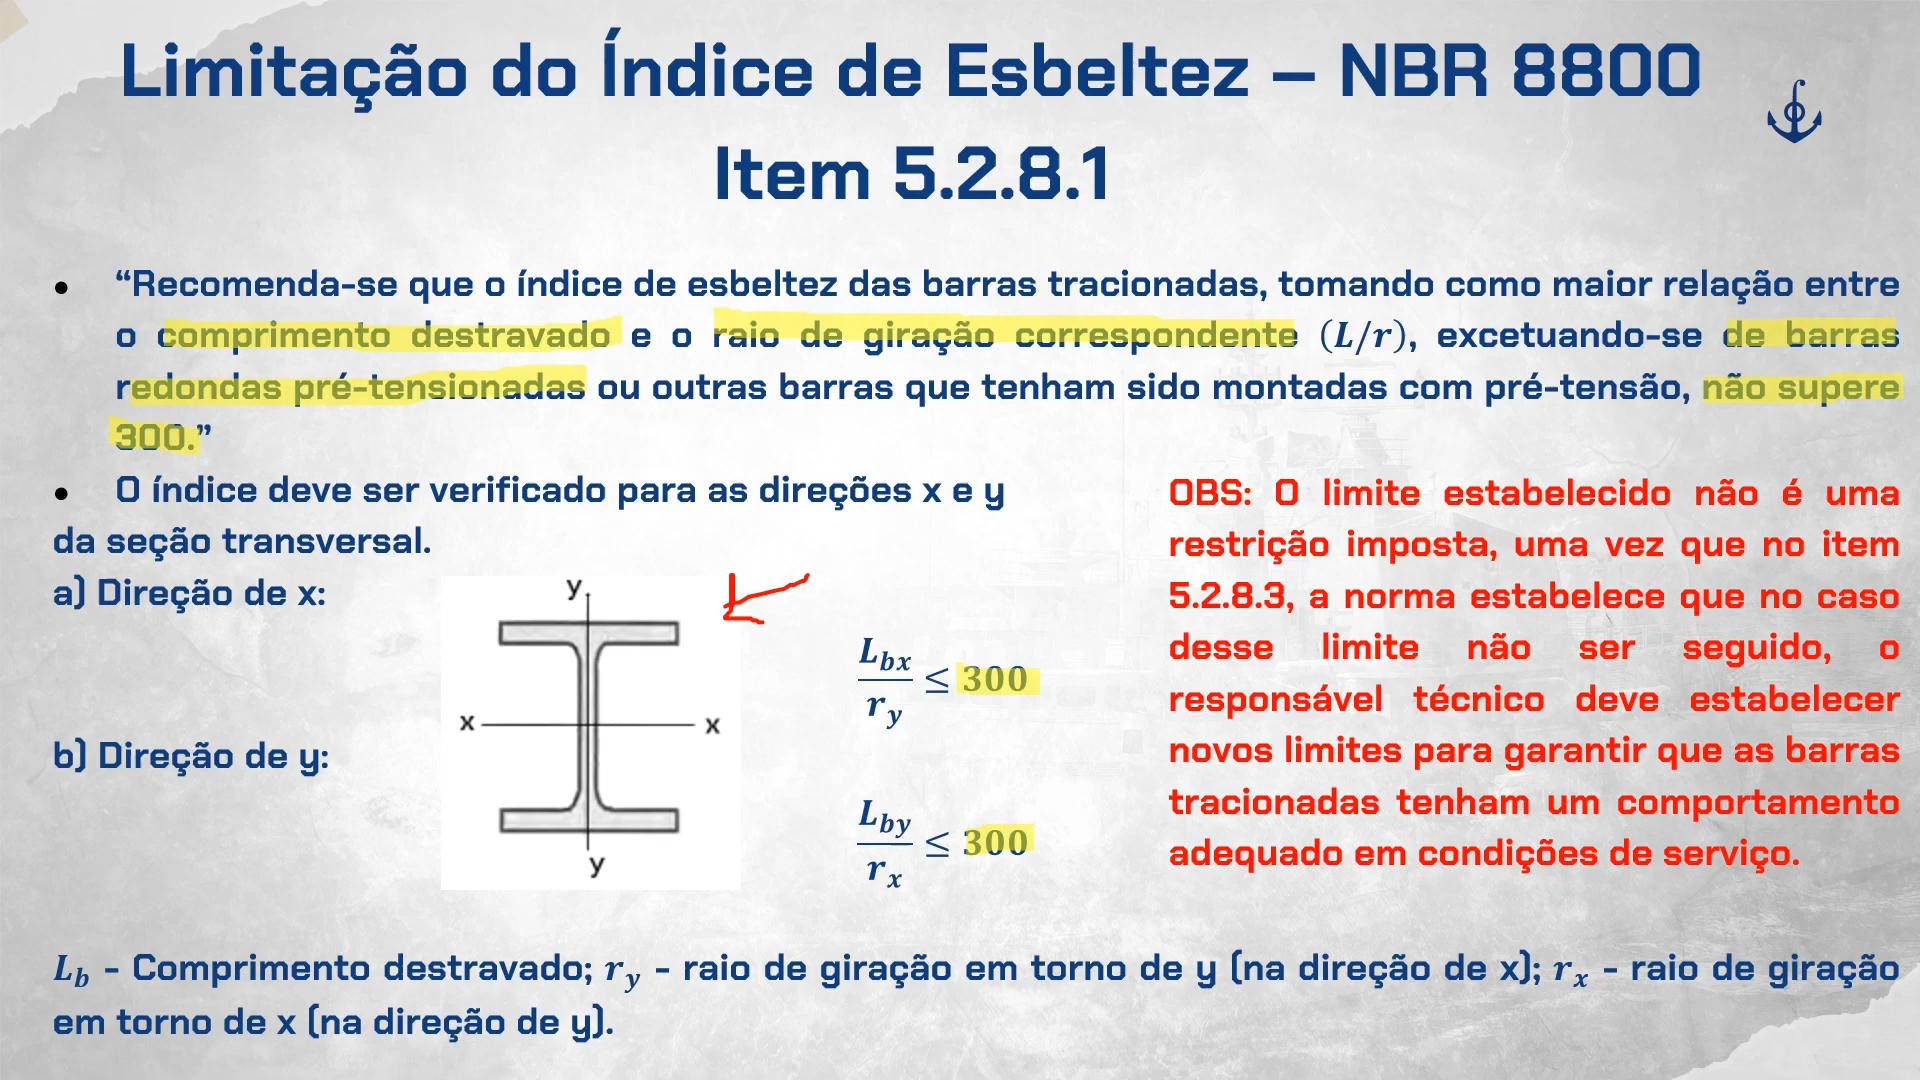 Limitação do Índice de Esbeltez – NBR 8800
Item 5.2.8.1
• “Recomenda-se que o índice de esbeltez das barras tracionadas, tomando como maior relação entre
o comprimento destravado e o raio de giração correspondente (L/r), excetuando-se de barras
redondas pré-tensionadas ou outras barras que tenham sido montadas com pré-tensão, não supere
300.”
• O índice deve ser verificado para as direções x e y
da seção transversal.
a) Direção de x:
y
x x
y
L_bx / r_y ≤ 300
b) Direção de y:
L_by / r_x ≤ 300
OBS: O limite estabelecido não é uma
restrição imposta, uma vez que no item
5.2.8.3, a norma estabelece que no caso
desse limite não ser seguido, o
responsável técnico deve estabelecer
novos limites para garantir que as barras
tracionadas tenham um comportamento
adequado em condições de serviço.
L_b - Comprimento destravado; r_y - raio de giração em torno de y (na direção de x); r_x - raio de giração
em torno de x (na direção de y).